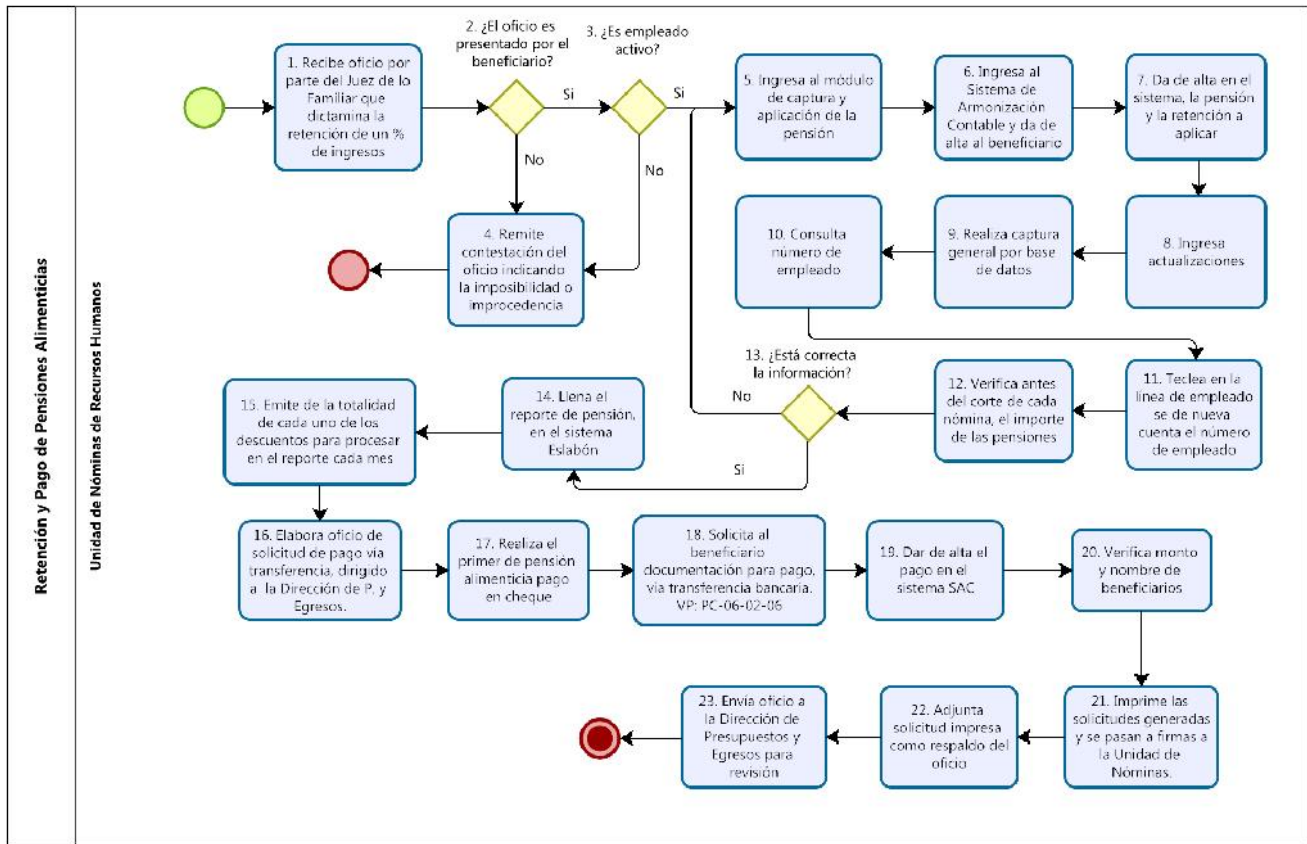 Retención y Pago de Pensiones Alimenticias
Unidad de Nóminas de Recursos Humanos
1. Recibe oficio por
parte del Juez de lo
Familiar que
dictamina la
retención de un %
de ingresos
2. ¿El oficio es
presentado por el
beneficiario?
Si
No
3. ¿Es empleado
activo?
Si
No
4. Remite
contestación del
oficio indicando
la imposibilidad o
improcedencia
5. Ingresa al módulo
de captura y
aplicación de la
pensión
6. Ingresa al
Sistema de
Armonización
Contable y da de
alta al beneficiario
7. Da de alta en el
sistema, la pensión
y la retención a
aplicar
8. Ingresa
actualizaciones
9. Realiza captura
general por base
de datos
10. Consulta
número de
empleado
11. Teclea en la
línea de empleado
se de nueva
cuenta el número
de empleado
12. Verifica antes
del corte de cada
nómina, el importe
de las pensiones
13. ¿Está correcta
la información?
No
Si
14. Llena el
reporte de pensión,
en el sistema
Eslabón
15. Emite de la totalidad
de cada uno de los
descuentos para procesar
en el reporte cada mes
16. Elabora oficio de
solicitud de pago vía
transferencia, dirigido
a la Dirección de P. y
Egresos.
17. Realiza el
primer de pensión
alimenticia pago
en cheque
18. Solicita al
beneficiario
documentación para pago,
vía transferencia bancaria.
VP: PC-06-02-06
19. Dar de alta el
pago en el
sistema SAC
20. Verifica monto
y nombre de
beneficiarios
21. Imprime las
solicitudes generadas
y se pasan a firmas a
la Unidad de
Nóminas.
22. Adjunta
solicitud impresa
como respaldo del
oficio
23. Envía oficio a
la Dirección de
Presupuestos y
Egresos para
revisión